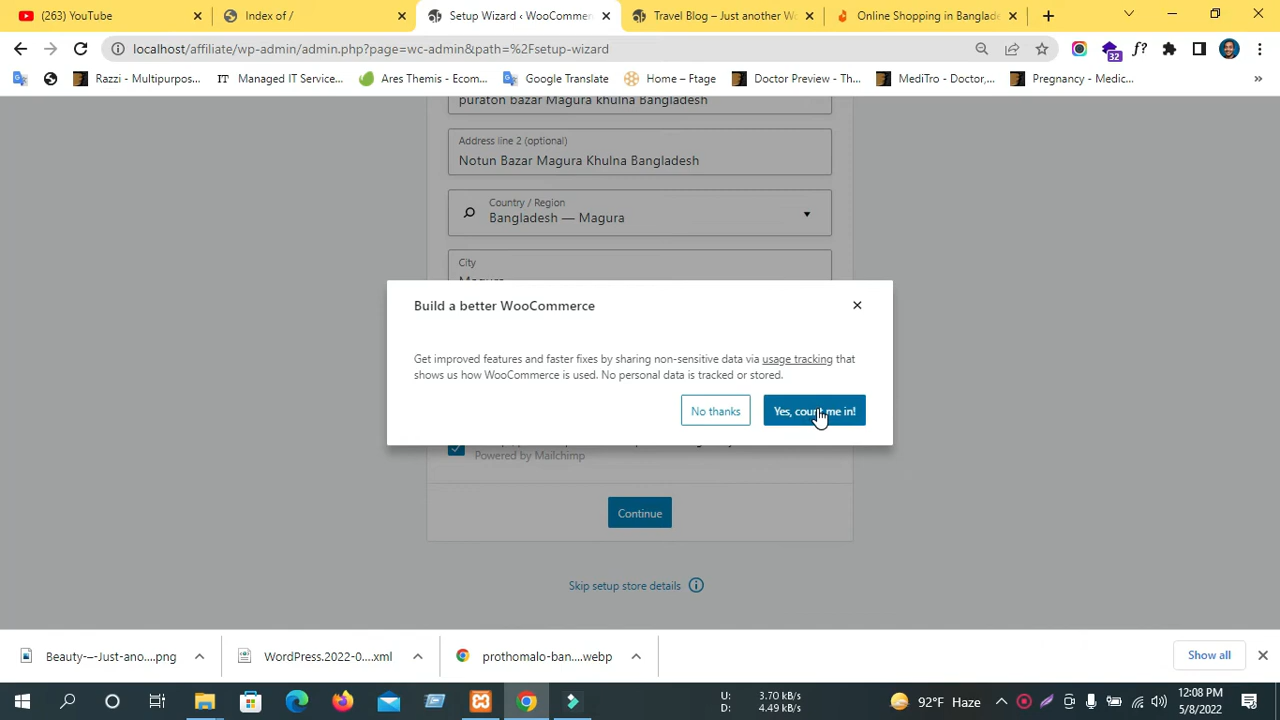 (263) YouTube
Index of /
Setup Wizard ‹ WooCommer
Travel Blog – Just another W
Online Shopping in Banglad
localhost/affiliate/wp-admin/admin.php?page=wc-admin&path=%2Fsetup-wizard
32
f?
Razzi - Multipurpos...
IT Managed IT Service...
Ares Themis - Ecom...
Google Translate
Home – Ftage
Doctor Preview - Th...
MediTro - Doctor,...
Pregnancy - Medic...
»
puraton bazar Magura khulna Bangladesh
Address line 2 (optional)
Notun Bazar Magura Khulna Bangladesh
Country / Region
Bangladesh — Magura
City
Build a better WooCommerce
Get improved features and faster fixes by sharing non-sensitive data via usage tracking that
shows us how WooCommerce is used. No personal data is tracked or stored.
No thanks
Yes, count me in!
Powered by Mailchimp
Continue
Skip setup store details
Beauty-–-Just-ano....png
WordPress.2022-0....xml
prothomalo-ban....webp
Show all
U: 3.70 kB/s
D: 4.49 kB/s
92°F Haze
12:08 PM
5/8/2022